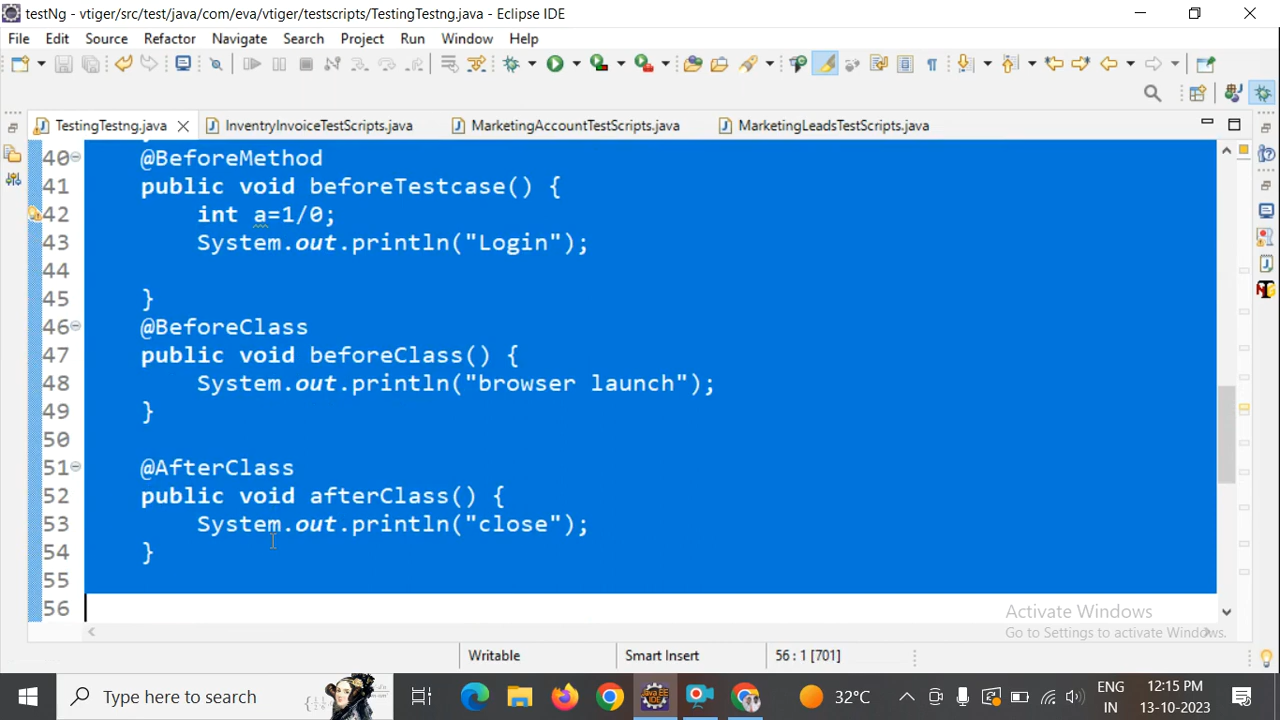 testNg - vtiger/src/test/java/com/eva/vtiger/testscripts/TestingTestng.java - Eclipse IDE
File Edit Source Refactor Navigate Search Project Run Window Help
TestingTestng.java InventryInvoiceTestScripts.java MarketingAccountTestScripts.java MarketingLeadsTestScripts.java
40 @BeforeMethod
41 public void beforeTestcase() {
42 int a=1/0;
43 System.out.println("Login");
44
45 }
46 @BeforeClass
47 public void beforeClass() {
48 System.out.println("browser launch");
49 }
50
51 @AfterClass
52 public void afterClass() {
53 System.out.println("close");
54 }
55
56
Activate Windows
Go to Settings to activate Windows.
Writable Smart Insert 56 : 1 [701]
Type here to search 32°C ENG IN 12:15 PM 13-10-2023